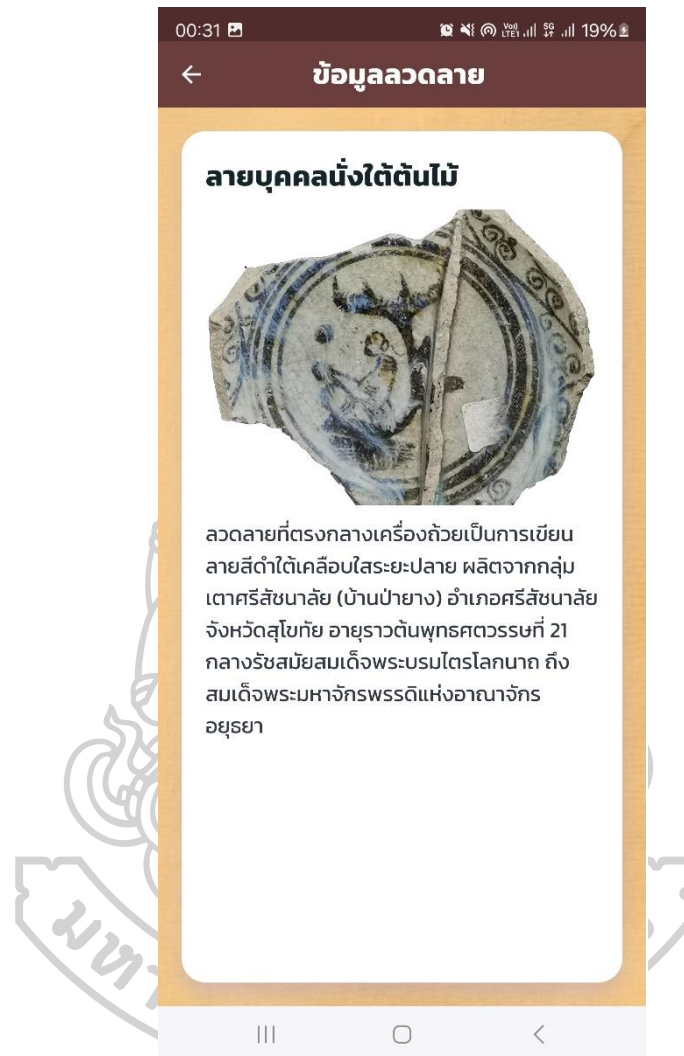 00:31 Vo)) LTE1 5G 19%
ข้อมูลลวดลาย
ลายบุคคลนั่งใต้ต้นไม้
ลวดลายที่ตรงกลางเครื่องถ้วยเป็นการเขียน
ลายสีดำใต้เคลือบใสระยะปลาย ผลิตจากกลุ่ม
เตาศรีสัชนาลัย (บ้านป่ายาง) อำเภอศรีสัชนาลัย
จังหวัดสุโขทัย อายุราวต้นพุทธศตวรรษที่ 21
กลางรัชสมัยสมเด็จพระบรมไตรโลกนาถ ถึง
สมเด็จพระมหาจักรพรรดิแห่งอาณาจักร
อยุธยา